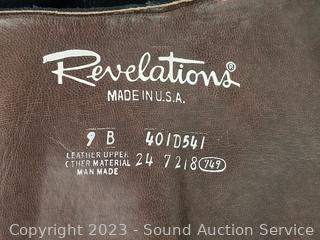 Revelations®
MADE IN U.S.A.
9 B 401D541
LEATHER UPPER
OTHER MATERIAL 24 7218 749
MAN MADE
Copyright © 2023 - Sound Auction Service